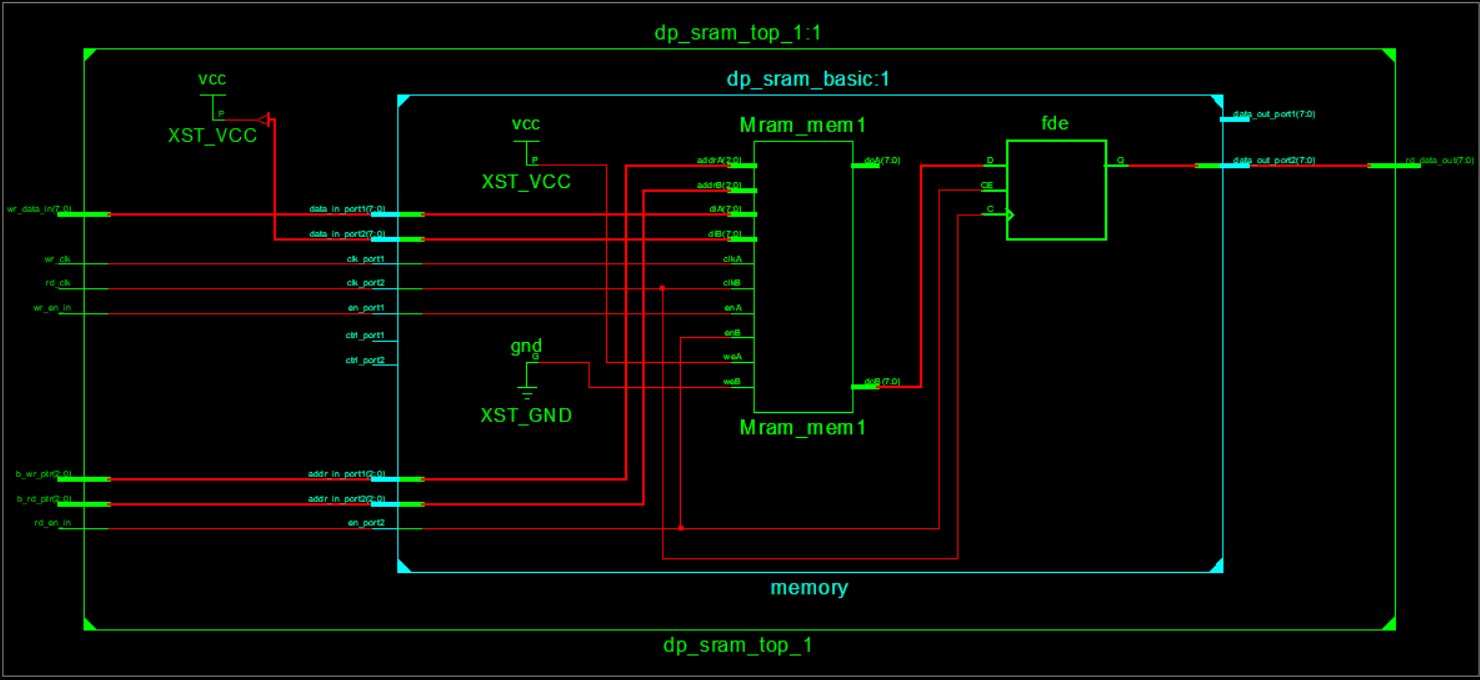 dp_sram_top_1:1
vcc
P
XST_VCC
dp_sram_basic:1
vcc
P
XST_VCC
Mram_mem1
fde
data_out_port1(7:0)
addrA(2:0)
doA(7:0)
D
Q
data_out_port2(7:0)
rd_data_out(7:0)
addrB(2:0)
CE
wr_data_in(7:0)
data_in_port1(7:0)
diA(7:0)
C
data_in_port2(7:0)
diB(7:0)
wr_clk
clk_port1
clkA
rd_clk
clk_port2
clkB
wr_en_in
en_port1
enA
ctrl_port1
enB
gnd
G
ctrl_port2
weA
weB
doB(7:0)
XST_GND
Mram_mem1
b_wr_ptr(2:0)
addr_in_port1(2:0)
b_rd_ptr(2:0)
addr_in_port2(2:0)
rd_en_in
en_port2
memory
dp_sram_top_1